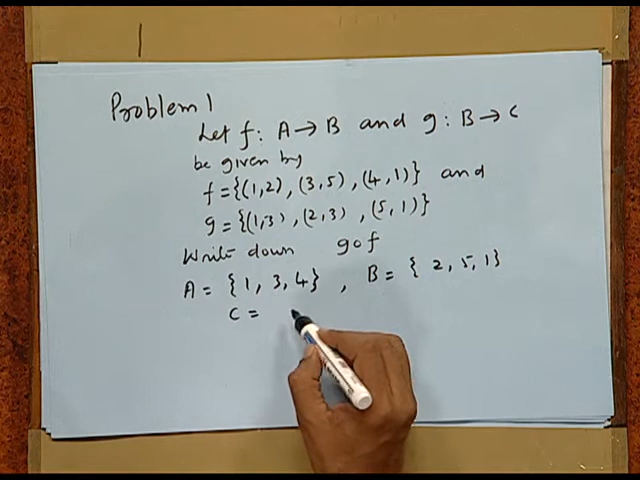 Problem 1
Let f: A→B and g: B→C
be given by
f={(1,2),(3,5),(4,1)} and
g={(1,3),(2,3),(5,1)}
Write down gof
A = {1, 3, 4} , B = {2, 5, 1}
C =